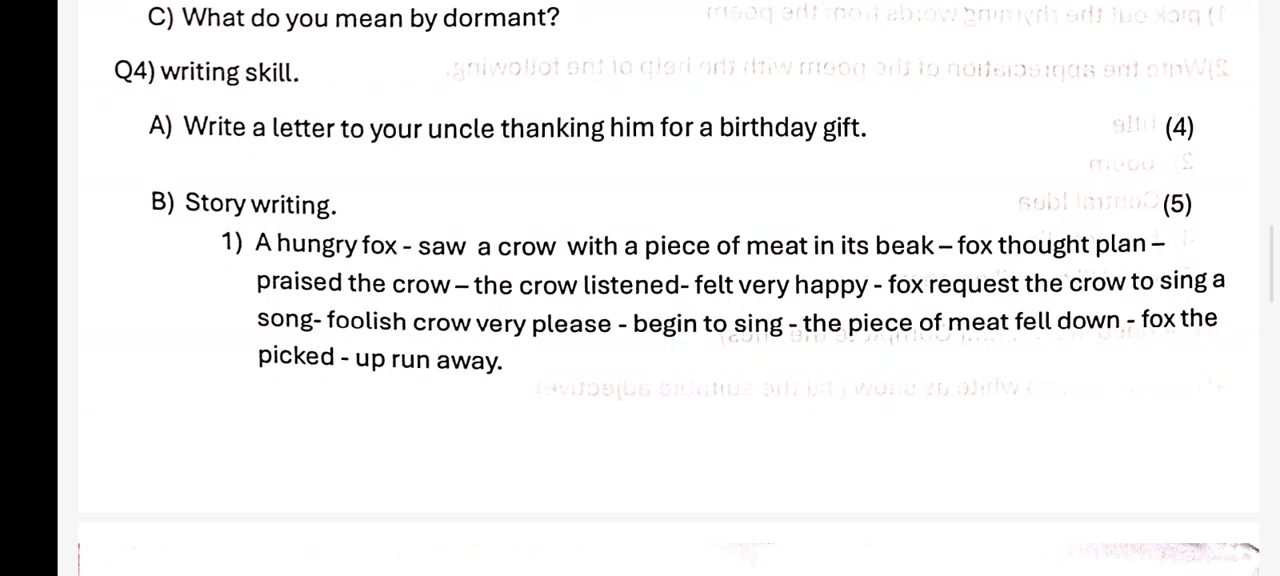 C) What do you mean by dormant?
Q4) writing skill.
A) Write a letter to your uncle thanking him for a birthday gift. (4)
B) Story writing. (5)
1) A hungry fox - saw a crow with a piece of meat in its beak – fox thought plan –
praised the crow – the crow listened- felt very happy - fox request the crow to sing a
song- foolish crow very please - begin to sing - the piece of meat fell down - fox the
picked - up run away.